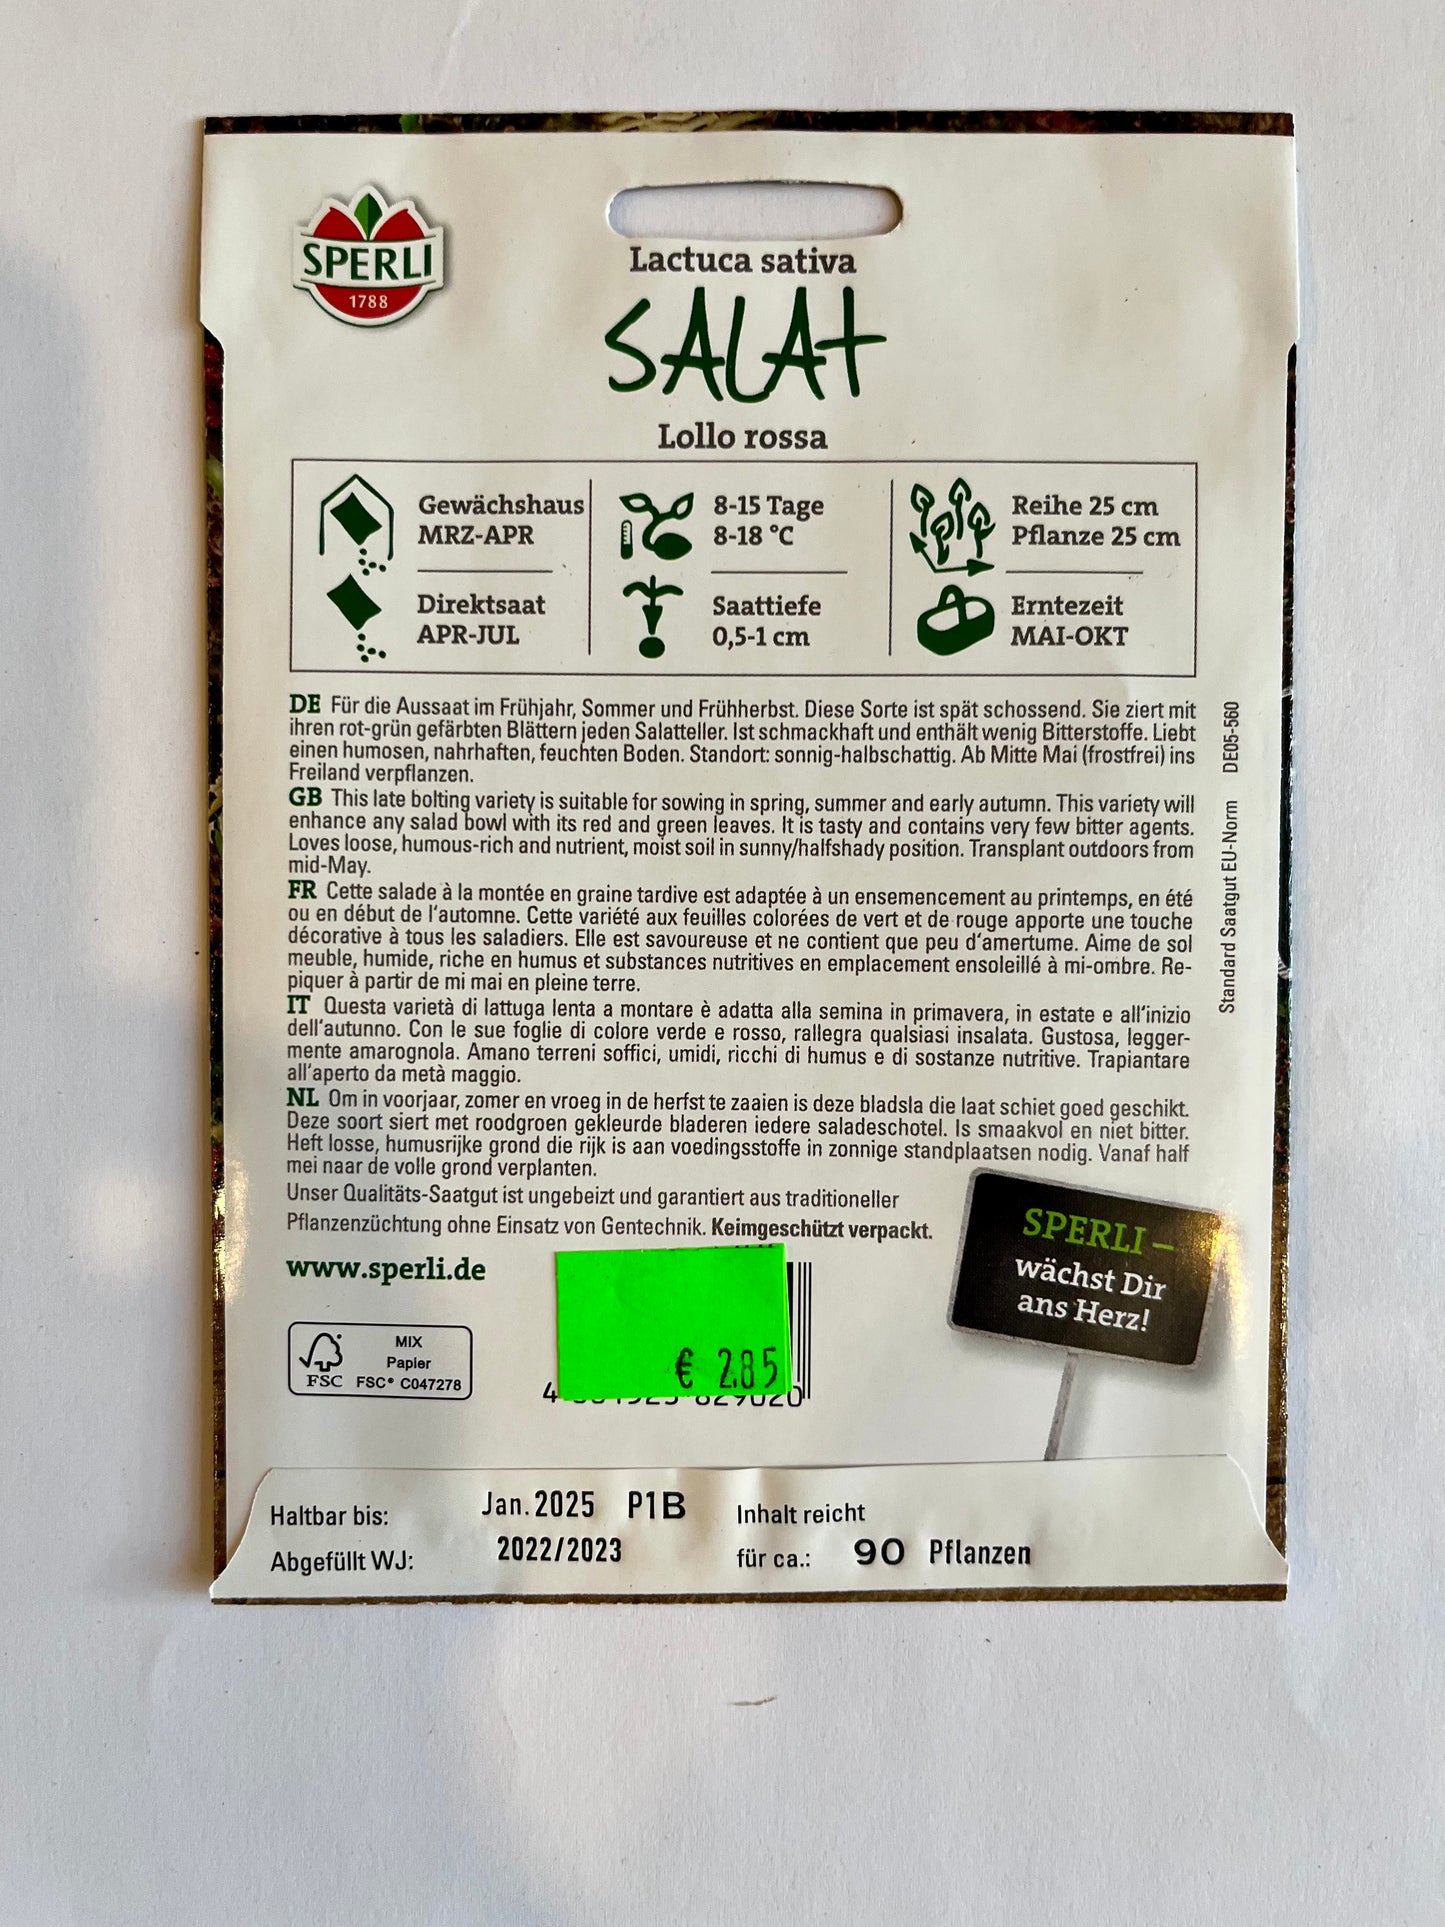 SPERLI
1788
Lactuca sativa
SALAt
Lollo rossa
Gewächshaus
MRZ-APR
Direktsaat
APR-JUL
8-15 Tage
8-18 °C
Saattiefe
0,5-1 cm
Reihe 25 cm
Pflanze 25 cm
Erntezeit
MAI-OKT
DE Für die Aussaat im Frühjahr, Sommer und Frühherbst. Diese Sorte ist spät schossend. Sie ziert mit
ihren rot-grün gefärbten Blättern jeden Salatteller. Ist schmackhaft und enthält wenig Bitterstoffe. Liebt
einen humosen, nahrhaften, feuchten Boden. Standort: sonnig-halbschattig. Ab Mitte Mai (frostfrei) ins
Freiland verpflanzen.
GB This late bolting variety is suitable for sowing in spring, summer and early autumn. This variety will
enhance any salad bowl with its red and green leaves. It is tasty and contains very few bitter agents.
Loves loose, humous-rich and nutrient, moist soil in sunny/halfshady position. Transplant outdoors from
mid-May.
FR Cette salade à la montée en graine tardive est adaptée à un ensemencement au printemps, en été
ou en début de l'automne. Cette variété aux feuilles colorées de vert et de rouge apporte une touche
décorative à tous les saladiers. Elle est savoureuse et ne contient que peu d'amertume. Aime de sol
meuble, humide, riche en humus et substances nutritives en emplacement ensoleillé à mi-ombre. Re-
piquer à partir de mi mai en pleine terre.
IT Questa varietà di lattuga lenta a montare è adatta alla semina in primavera, in estate e all'inizio
dell'autunno. Con le sue foglie di colore verde e rosso, rallegra qualsiasi insalata. Gustosa, legger-
mente amarognola. Amano terreni soffici, umidi, ricchi di humus e di sostanze nutritive. Trapiantare
all'aperto da metà maggio.
NL Om in voorjaar, zomer en vroeg in de herfst te zaaien is deze bladsla die laat schiet goed geschikt.
Deze soort siert met roodgroen gekleurde bladeren iedere saladeschotel. Is smaakvol en niet bitter.
Heft losse, humusrijke grond die rijk is aan voedingsstoffe in zonnige standplaatsen nodig. Vanaf half
mei naar de volle grond verplanten.
Unser Qualitäts-Saatgut ist ungebeizt und garantiert aus traditioneller
Pflanzenzüchtung ohne Einsatz von Gentechnik. Keimgeschützt verpackt.
Standard Saatgut EU-Norm DE05-560
www.sperli.de
SPERLI –
wächst Dir
ans Herz!
FSC
MIX
Papier
FSC® C047278
€ 2.85
4
829020
Haltbar bis: Jan. 2025 P1B
Abgefüllt WJ: 2022/2023
Inhalt reicht
für ca.: 90 Pflanzen